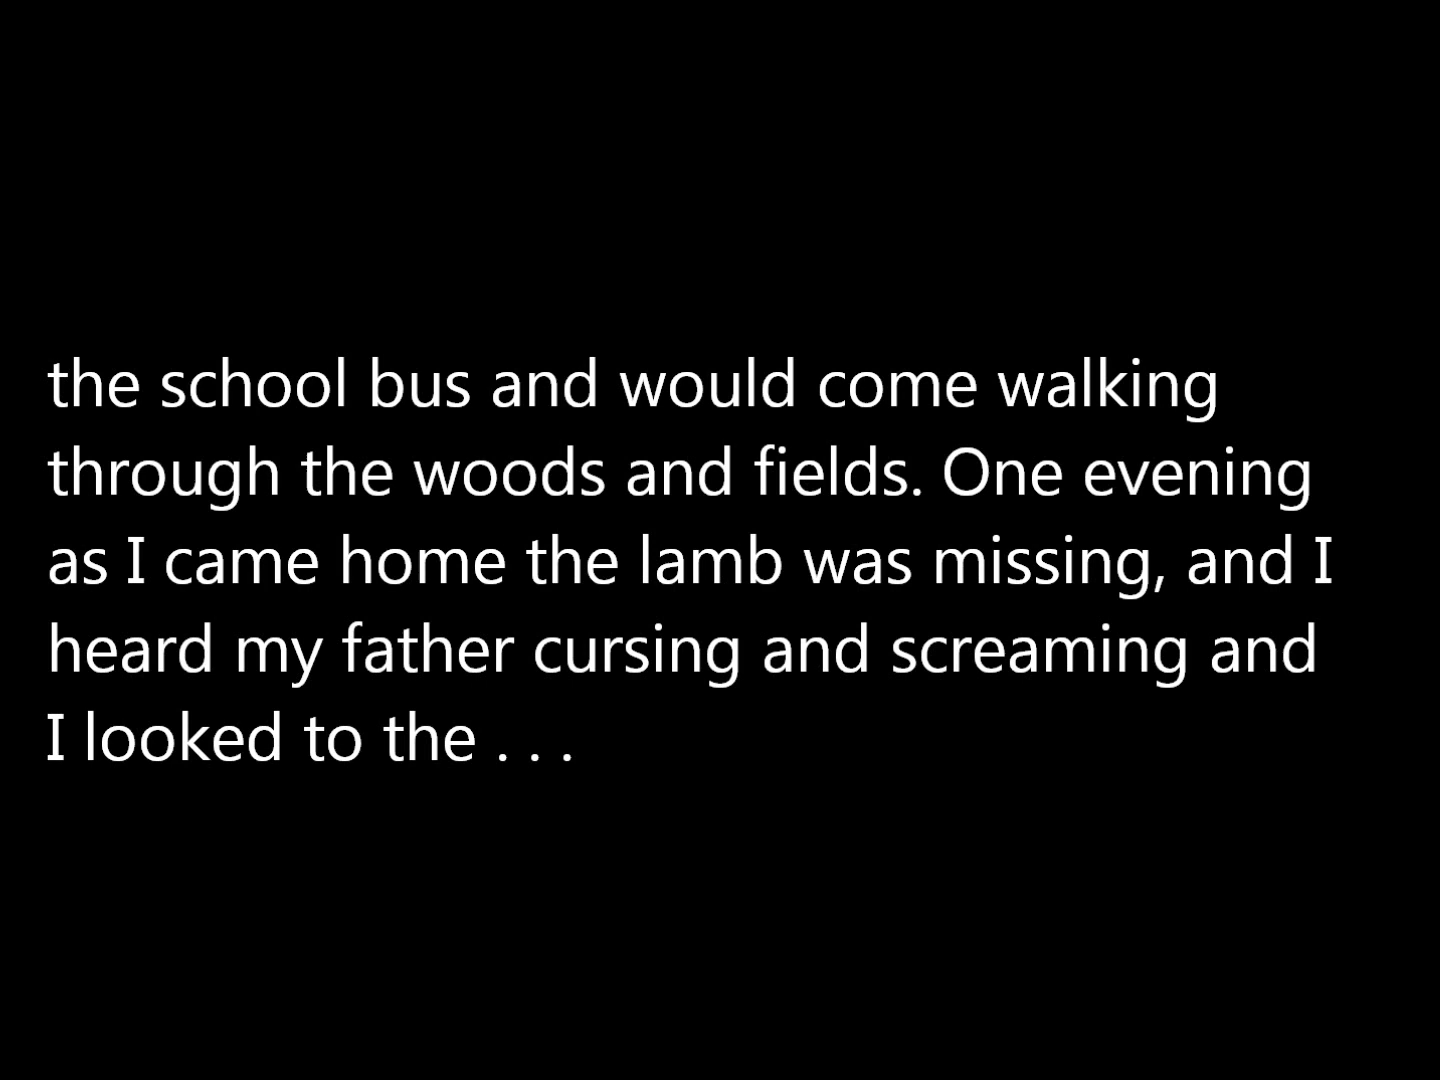 the school bus and would come walking
through the woods and fields. One evening
as I came home the lamb was missing, and I
heard my father cursing and screaming and
I looked to the . . .